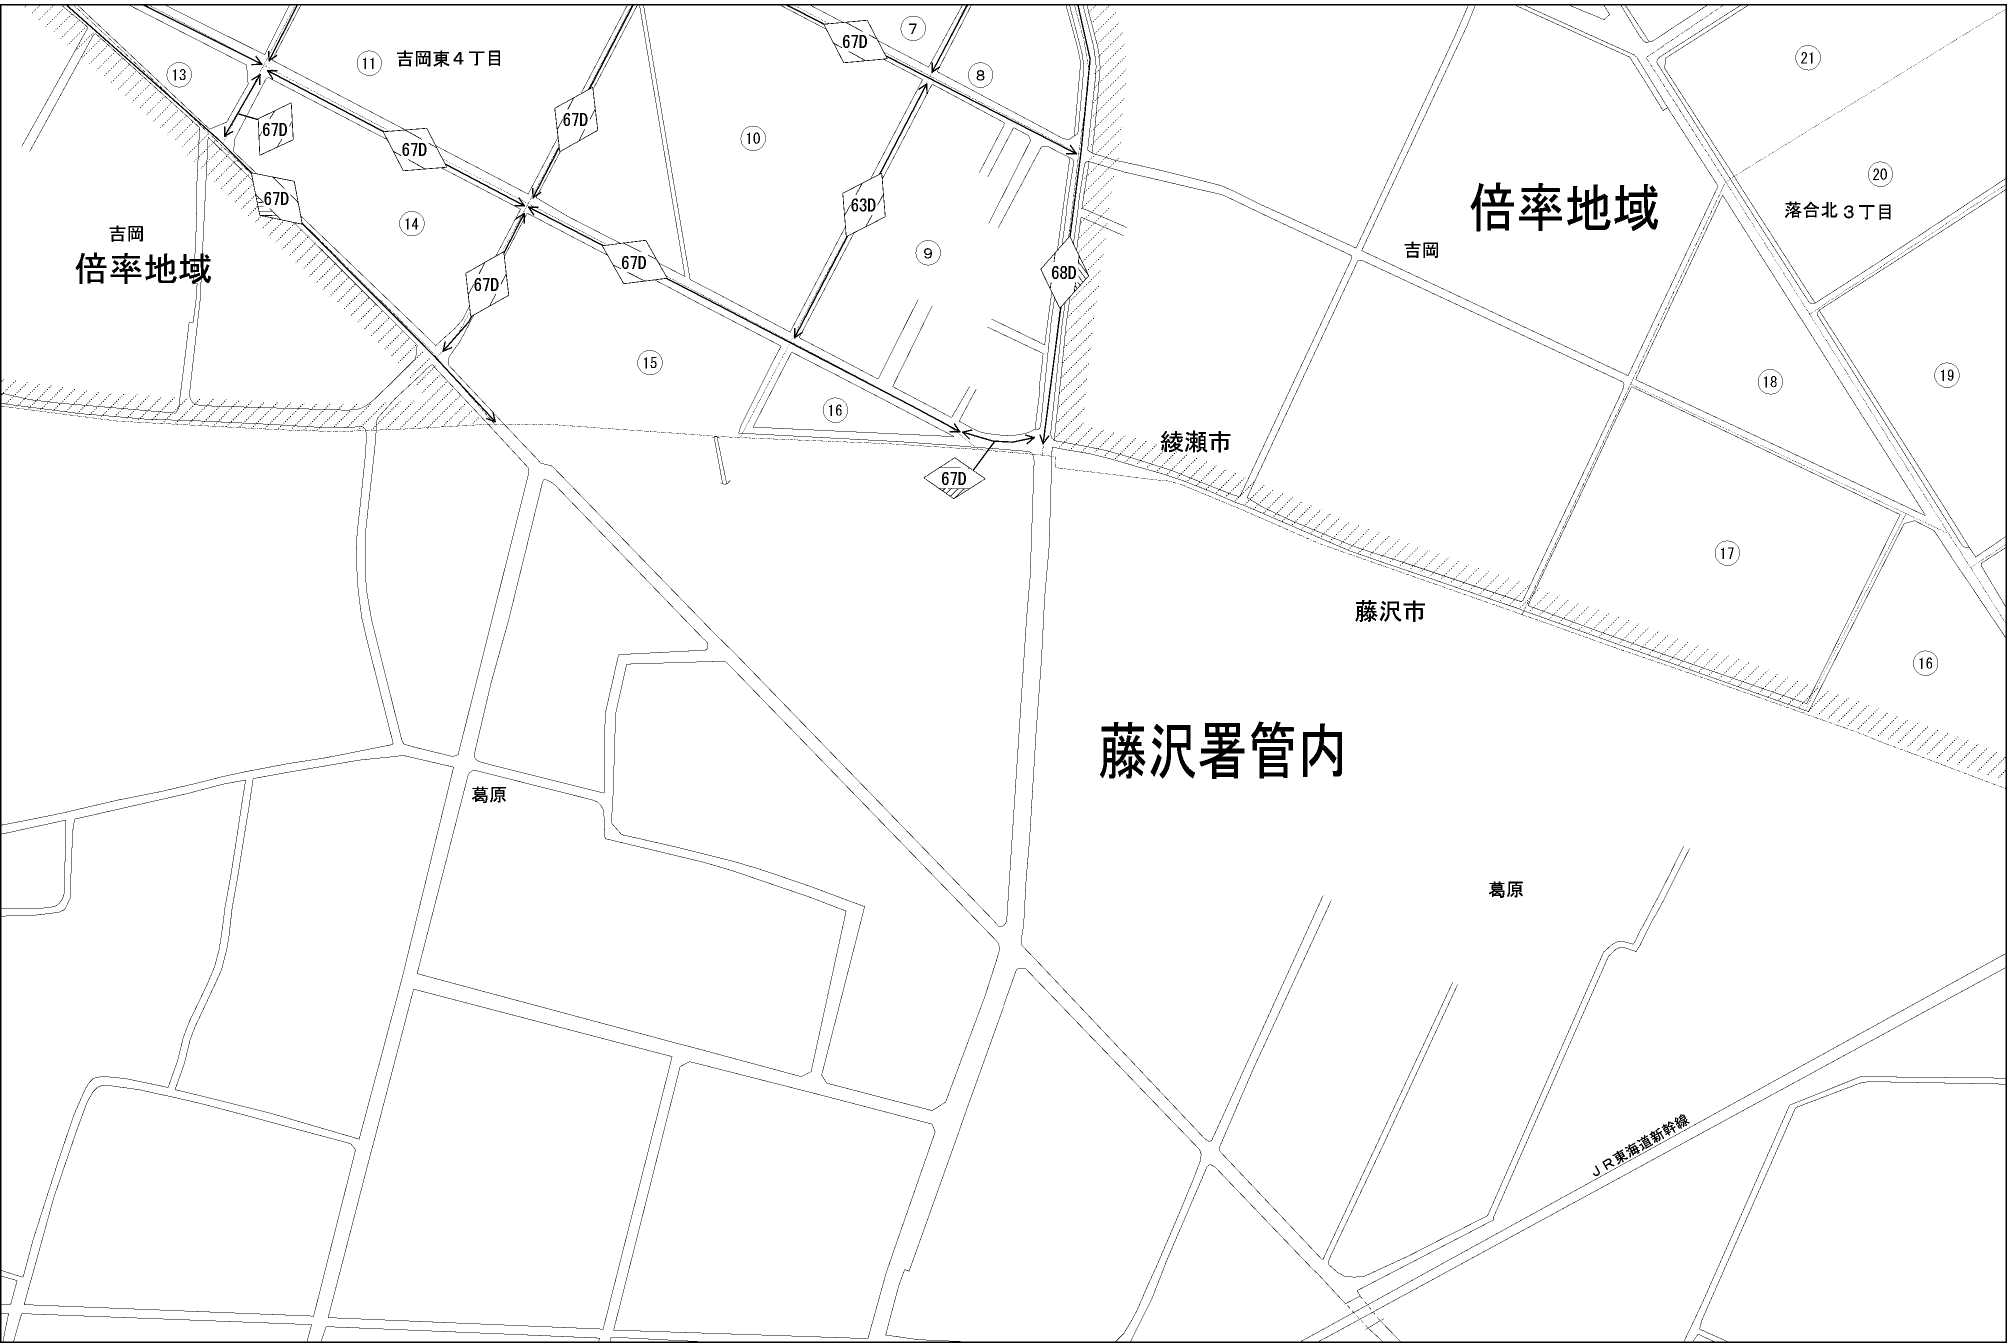 67D
⑦
㉑
⑬
⑪
吉岡東４丁目
⑧
67D
67D
67D
⑩
⑳
67D
63D
倍率地域
落合北３丁目
⑭
吉岡
倍率地域
⑨
吉岡
67D
68D
67D
⑮
⑱
⑲
⑯
綾瀬市
67D
⑰
藤沢市
⑯
藤沢署管内
葛原
葛原
ＪＲ東海道新幹線